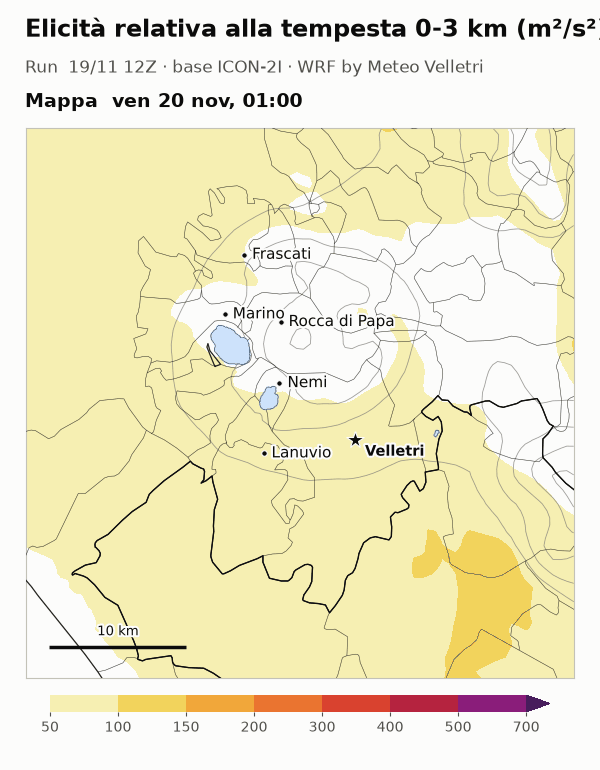 Elicità relativa alla tempesta 0-3 km (m²/s²)
Run 19/11 12Z · base ICON-2I · WRF by Meteo Velletri
Mappa ven 20 nov, 01:00
Frascati
Marino
Rocca di Papa
Nemi
Velletri
Lanuvio
10 km
50 100 150 200 300 400 500 700